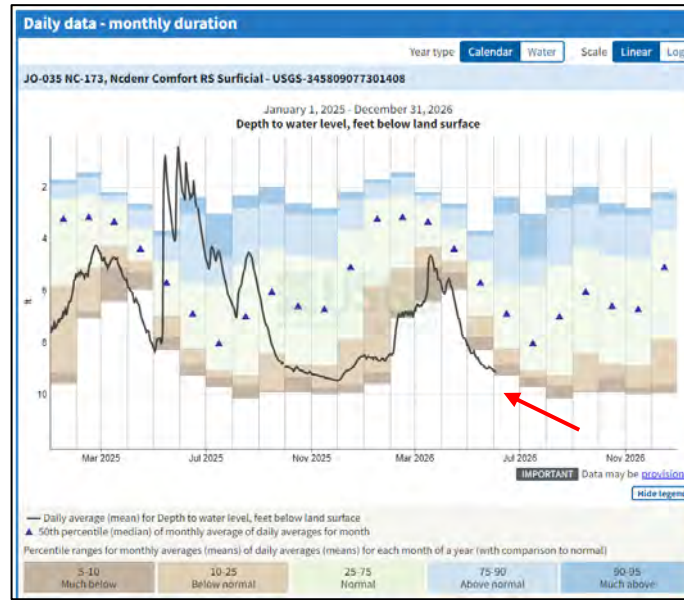 Daily data - monthly duration
Year type Calendar Water Scale Linear Log
JO-035 NC-173, Ncdenr Comfort RS Surficial - USGS-345809077301408
January 1, 2025 - December 31, 2026
Depth to water level, feet below land surface
2
4
6
8
10
ft
Mar 2025 Jul 2025 Nov 2025 Mar 2026 Jul 2026 Nov 2026
IMPORTANT Data may be provision
Hide legend
Daily average (mean) for Depth to water level, feet below land surface
50th percentile (median) of monthly average of daily averages for month
Percentile ranges for monthly averages (means) of daily averages (means) for each month of a year (with comparison to normal)
5-10 10-25 25-75 75-90 90-95
Much below Below normal Normal Above normal Much above